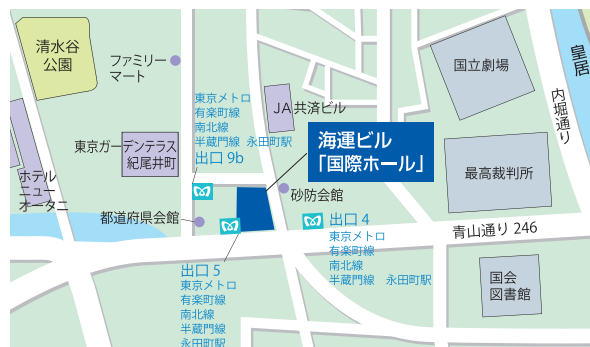 清水谷
公園
ファミリー
マート
東京メトロ
有楽町線
南北線
半蔵門線 永田町駅
出口 9b
JA 共済ビル
国立劇場
皇居
内堀通り
海運ビル
「国際ホール」
東京ガーデンテラス
紀尾井町
最高裁判所
ホテル
ニュー
オータニ
砂防会館
都道府県会館
出口 4
東京メトロ
有楽町線
南北線
半蔵門線 永田町駅
青山通り 246
出口 5
東京メトロ
有楽町線
南北線
半蔵門線
永田町駅
国会
図書館